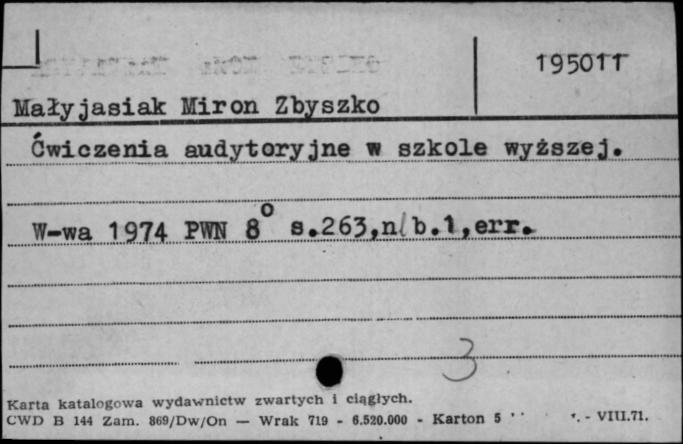 195011
Małyjasiak Miron Zbyszko
Ćwiczenia audytoryjne w szkole wyższej.
W-wa 1974 PWN 8° s.263,n/b.1,err.
3
Karta katalogowa wydawnictw zwartych i ciągłych.
CWD B 144 Zam. 869/Dw/On — Wrak 719 - 6.520.000 - Karton 5 - VIII.71.